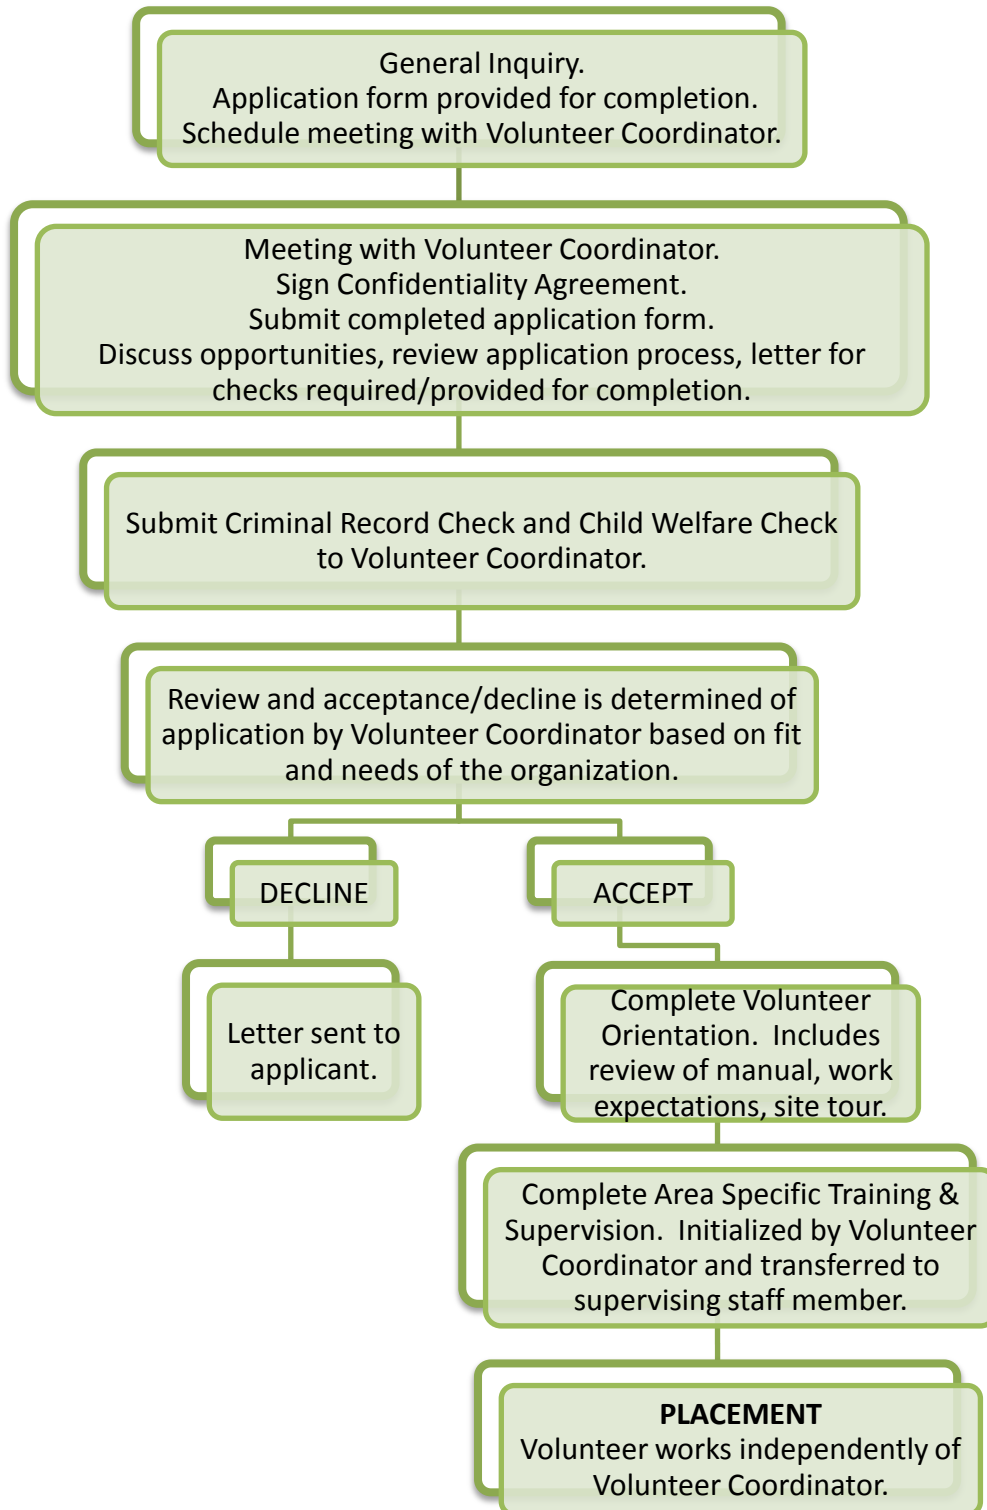 General Inquiry.
Application form provided for completion.
Schedule meeting with Volunteer Coordinator.
Meeting with Volunteer Coordinator.
Sign Confidentiality Agreement.
Submit completed application form.
Discuss opportunities, review application process, letter for
checks required/provided for completion.
Submit Criminal Record Check and Child Welfare Check
to Volunteer Coordinator.
Review and acceptance/decline is determined of
application by Volunteer Coordinator based on fit
and needs of the organization.
DECLINE
ACCEPT
Letter sent to
applicant.
Complete Volunteer
Orientation.  Includes
review of manual, work
expectations, site tour.
Complete Area Specific Training &
Supervision.  Initialized by Volunteer
Coordinator and transferred to
supervising staff member.
PLACEMENT
Volunteer works independently of
Volunteer Coordinator.